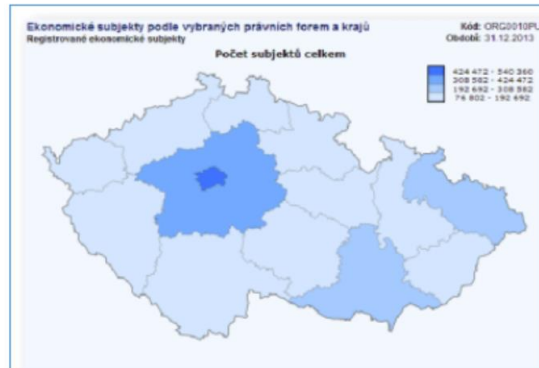 Ekonomické subjekty podle vybraných právních forem a krajů
Registrované ekonomické subjekty
Kód: ORG0010PU
Období: 31.12.2013
Počet subjektů celkem
424 472 - 540 360
308 582 - 424 472
192 692 - 308 582
76 802 - 192 692